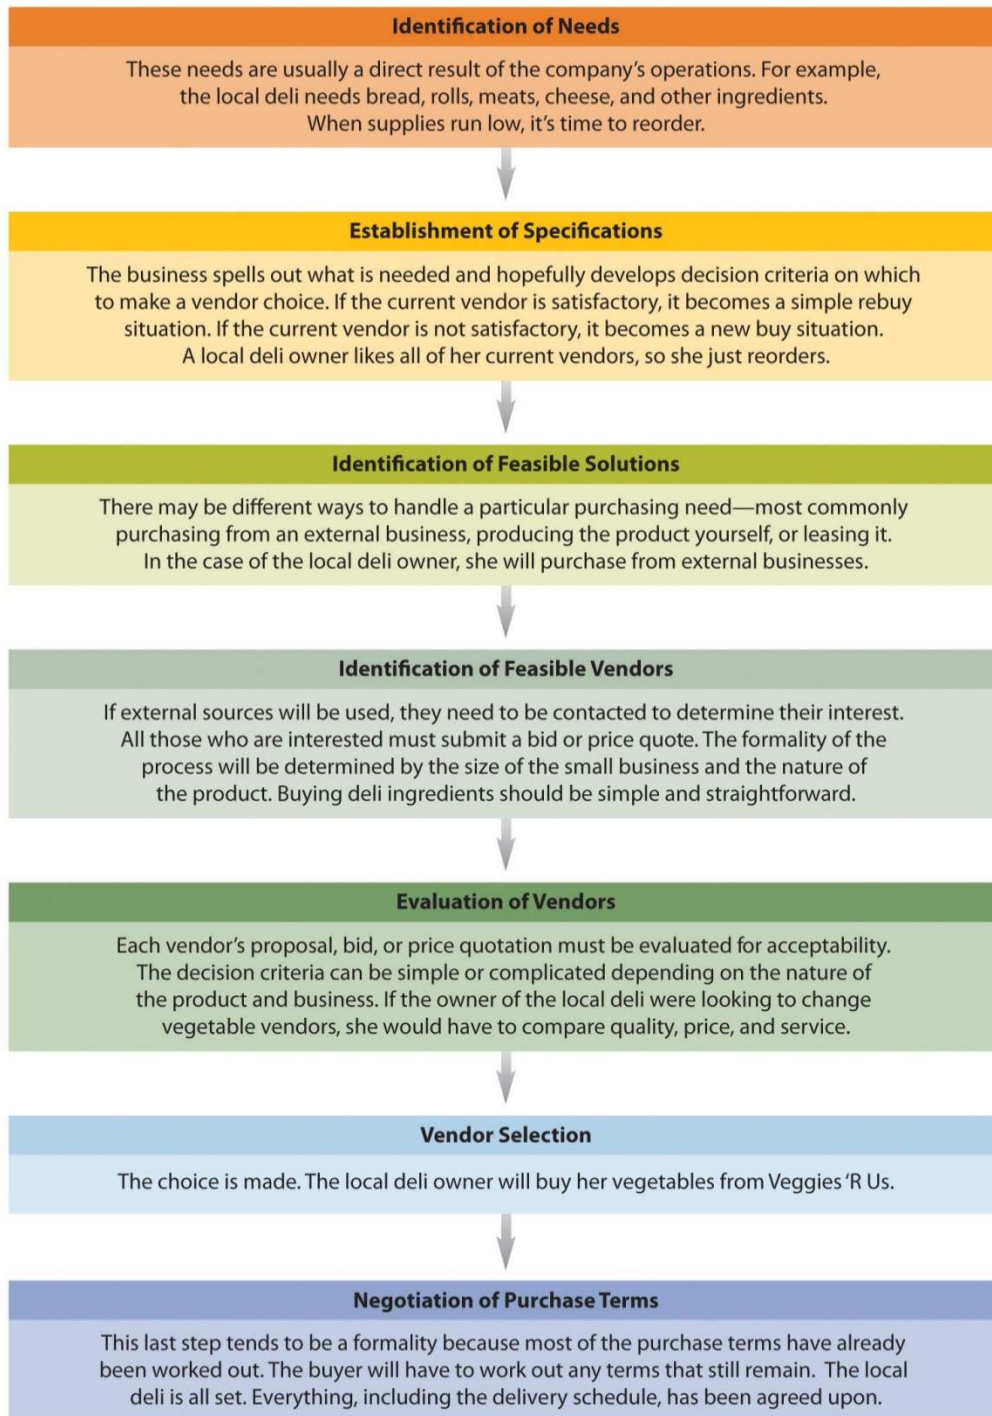 Identification of Needs
These needs are usually a direct result of the company’s operations. For example,
the local deli needs bread, rolls, meats, cheese, and other ingredients.
When supplies run low, it’s time to reorder.
Establishment of Specifications
The business spells out what is needed and hopefully develops decision criteria on which
to make a vendor choice. If the current vendor is satisfactory, it becomes a simple rebuy
situation. If the current vendor is not satisfactory, it becomes a new buy situation.
A local deli owner likes all of her current vendors, so she just reorders.
Identification of Feasible Solutions
There may be different ways to handle a particular purchasing need—most commonly
purchasing from an external business, producing the product yourself, or leasing it.
In the case of the local deli owner, she will purchase from external businesses.
Identification of Feasible Vendors
If external sources will be used, they need to be contacted to determine their interest.
All those who are interested must submit a bid or price quote. The formality of the
process will be determined by the size of the small business and the nature of
the product. Buying deli ingredients should be simple and straightforward.
Evaluation of Vendors
Each vendor’s proposal, bid, or price quotation must be evaluated for acceptability.
The decision criteria can be simple or complicated depending on the nature of
the product and business. If the owner of the local deli were looking to change
vegetable vendors, she would have to compare quality, price, and service.
Vendor Selection
The choice is made. The local deli owner will buy her vegetables from Veggies ‘R Us.
Negotiation of Purchase Terms
This last step tends to be a formality because most of the purchase terms have already
been worked out. The buyer will have to work out any terms that still remain. The local
deli is all set. Everything, including the delivery schedule, has been agreed upon.